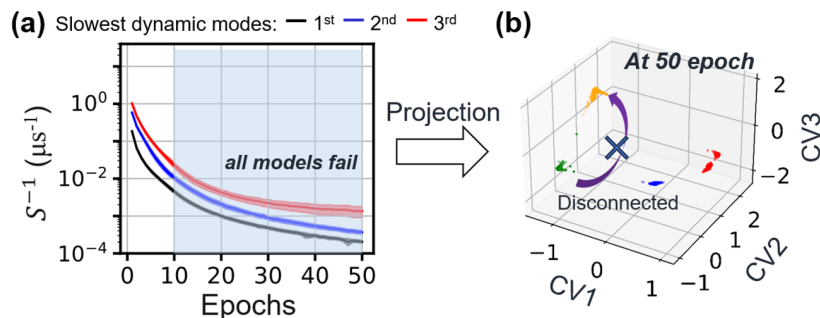 (a) Slowest dynamic modes: 1st 2nd 3rd
S⁻¹ (μs⁻¹)
10⁰
10⁻²
10⁻⁴
all models fail
0 10 20 30 40 50
Epochs
Projection
(b)
At 50 epoch
Disconnected
2
0
−2
CV3
−1 0 1
CV1
−1 0 1 2
CV2